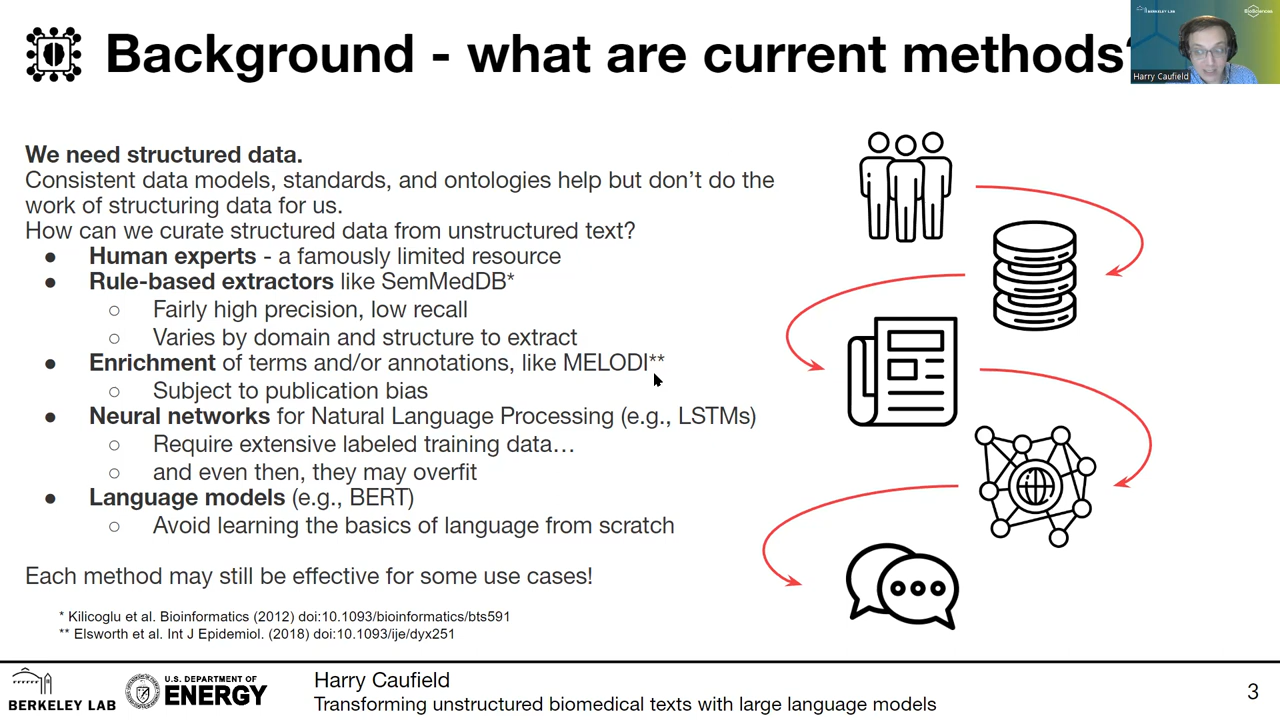 Background - what are current methods?
BERKELEY LAB
BioSciences
Harry Caufield
We need structured data.
Consistent data models, standards, and ontologies help but don’t do the
work of structuring data for us.
How can we curate structured data from unstructured text?
● Human experts - a famously limited resource
● Rule-based extractors like SemMedDB*
○ Fairly high precision, low recall
○ Varies by domain and structure to extract
● Enrichment of terms and/or annotations, like MELODI**
○ Subject to publication bias
● Neural networks for Natural Language Processing (e.g., LSTMs)
○ Require extensive labeled training data…
○ and even then, they may overfit
● Language models (e.g., BERT)
○ Avoid learning the basics of language from scratch
Each method may still be effective for some use cases!
* Kilicoglu et al. Bioinformatics (2012) doi:10.1093/bioinformatics/bts591
** Elsworth et al. Int J Epidemiol. (2018) doi:10.1093/ije/dyx251
BERKELEY LAB
U.S. DEPARTMENT OF
ENERGY
Harry Caufield
Transforming unstructured biomedical texts with large language models
3